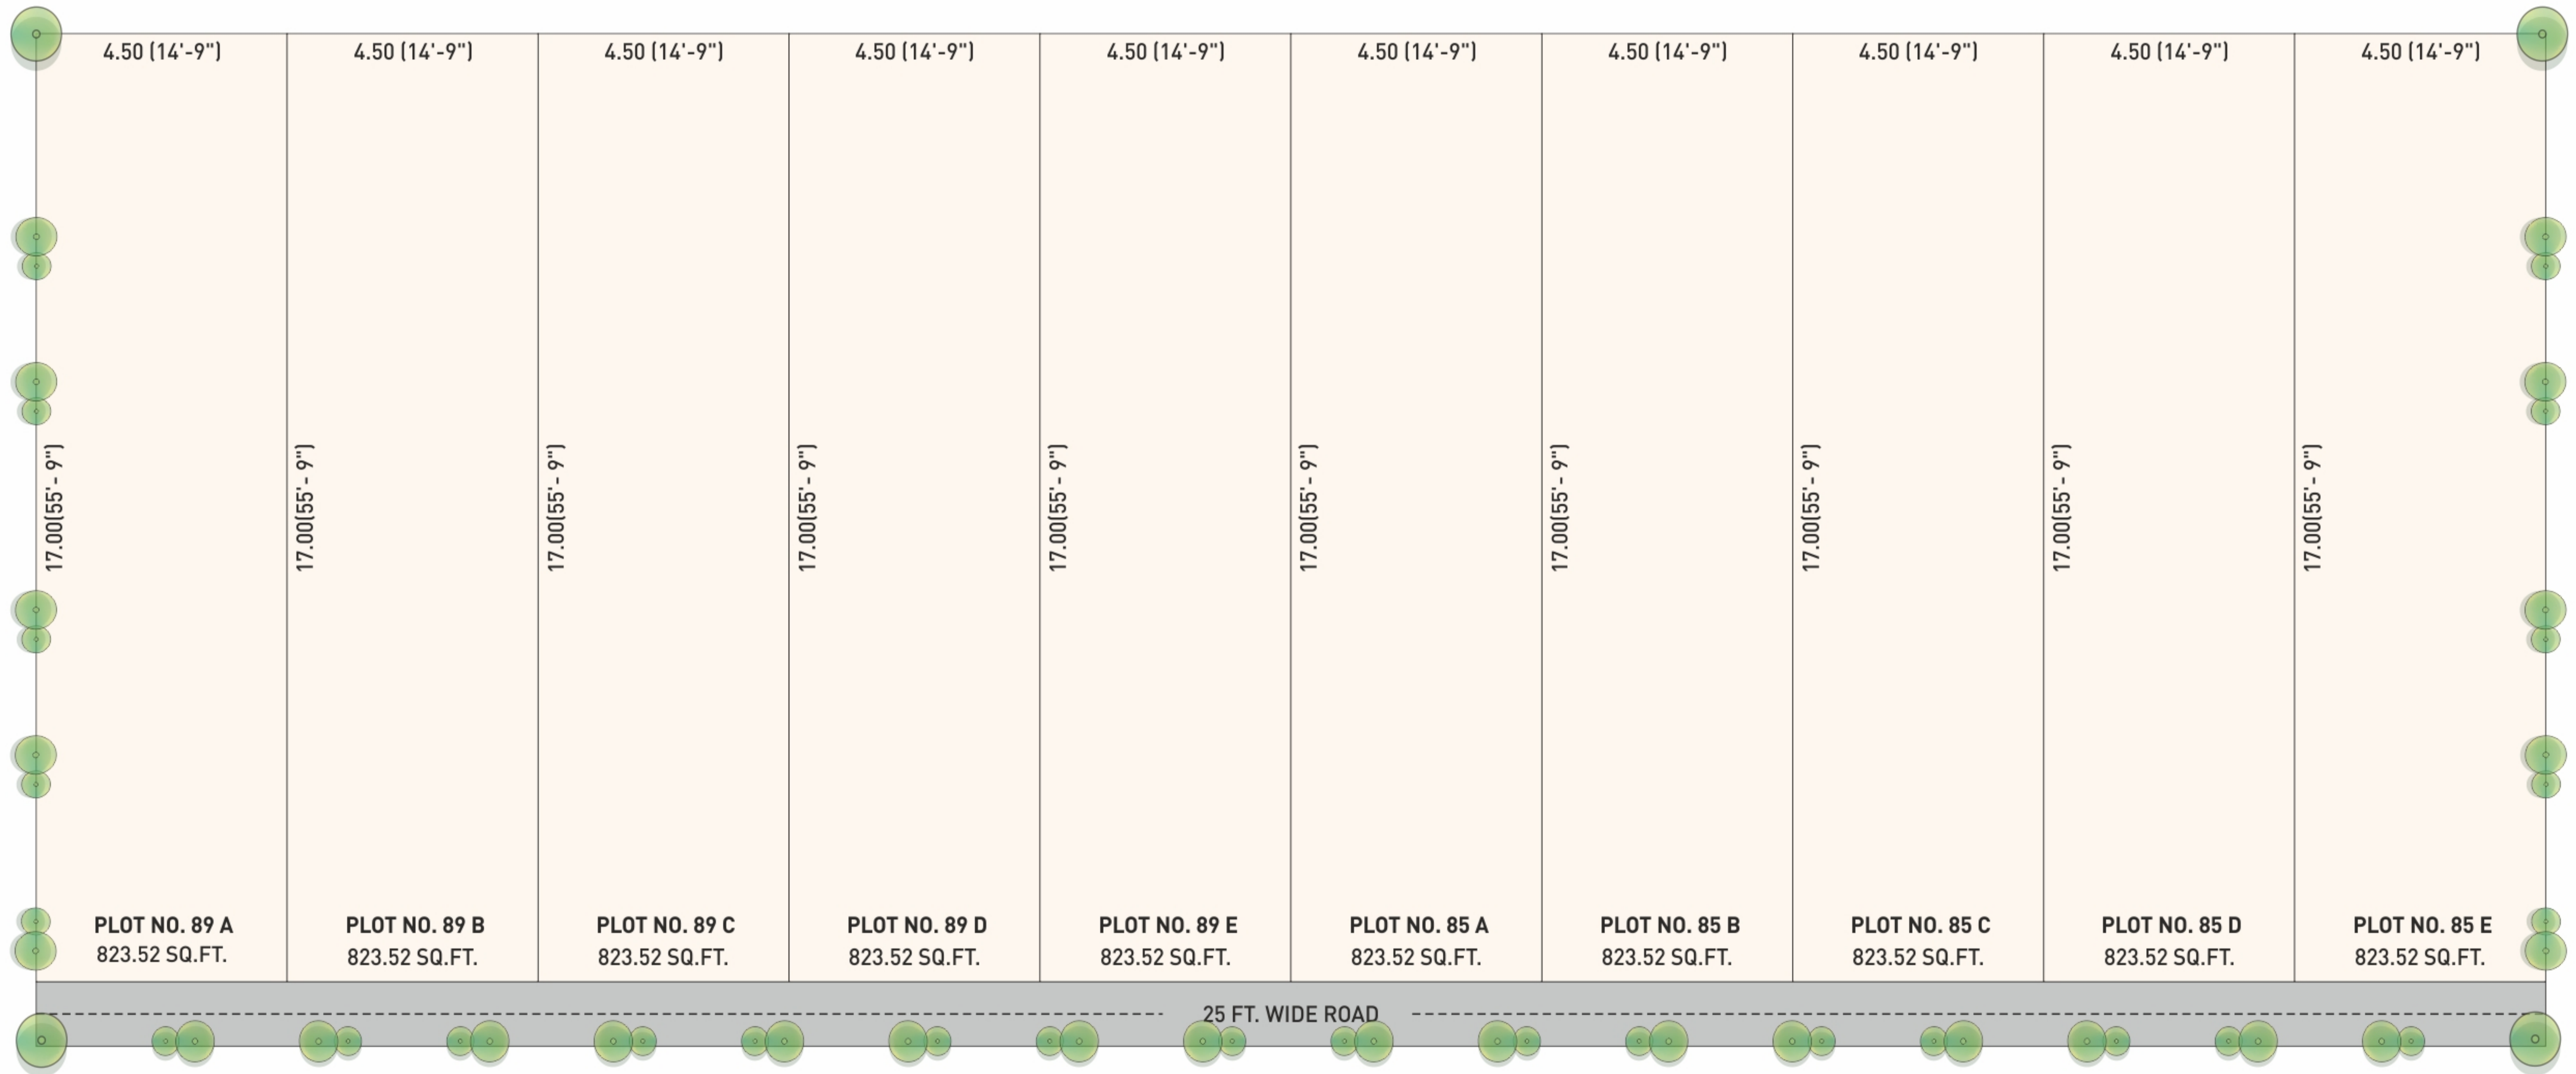 4.50 (14'-9") 4.50 (14'-9") 4.50 (14'-9") 4.50 (14'-9") 4.50 (14'-9") 4.50 (14'-9") 4.50 (14'-9") 4.50 (14'-9") 4.50 (14'-9") 4.50 (14'-9")
17.00(55'- 9")
17.00(55'- 9")
17.00(55'- 9")
17.00(55'- 9")
17.00(55'- 9")
17.00(55'- 9")
17.00(55'- 9")
17.00(55'- 9")
17.00(55'- 9")
17.00(55'- 9")
PLOT NO. 89 A
823.52 SQ.FT.
PLOT NO. 89 B
823.52 SQ.FT.
PLOT NO. 89 C
823.52 SQ.FT.
PLOT NO. 89 D
823.52 SQ.FT.
PLOT NO. 89 E
823.52 SQ.FT.
PLOT NO. 85 A
823.52 SQ.FT.
PLOT NO. 85 B
823.52 SQ.FT.
PLOT NO. 85 C
823.52 SQ.FT.
PLOT NO. 85 D
823.52 SQ.FT.
PLOT NO. 85 E
823.52 SQ.FT.
25 FT. WIDE ROAD